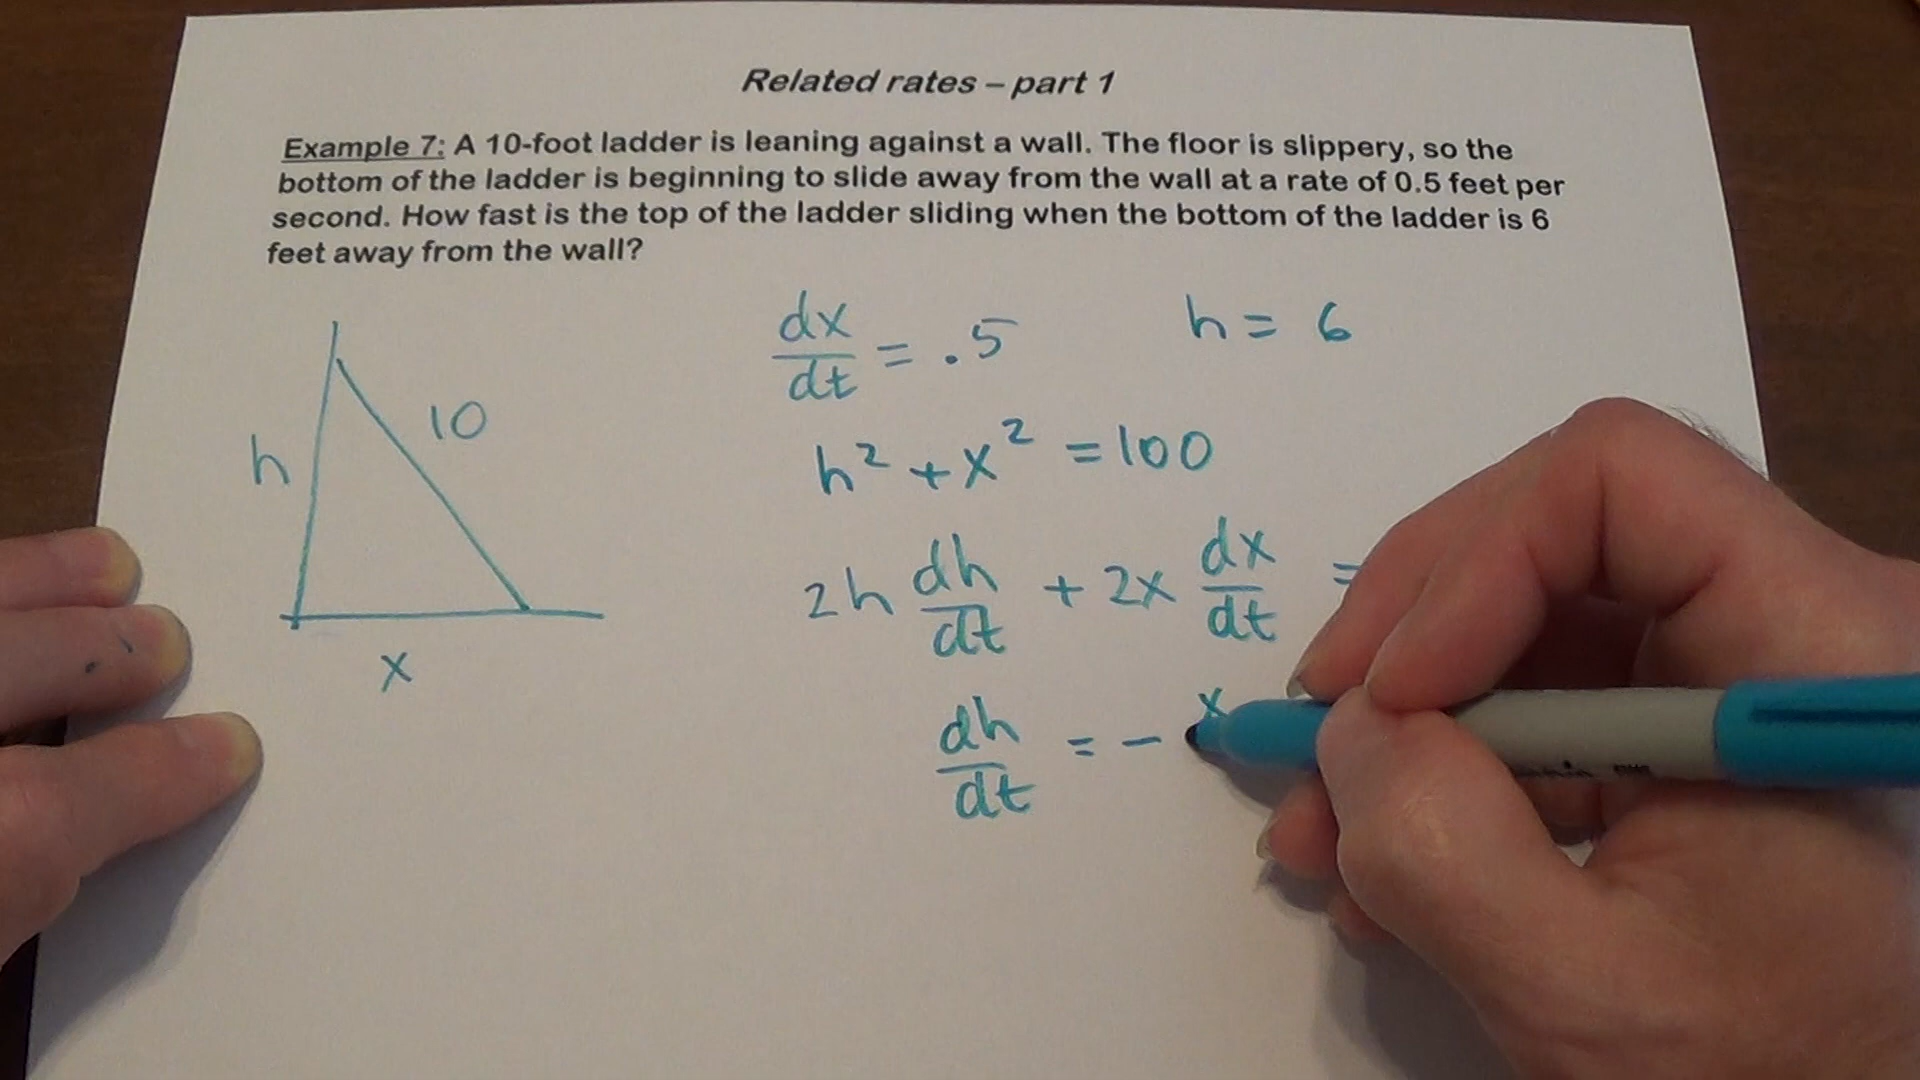 Related rates – part 1
Example 7: A 10-foot ladder is leaning against a wall. The floor is slippery, so the
bottom of the ladder is beginning to slide away from the wall at a rate of 0.5 feet per
second. How fast is the top of the ladder sliding when the bottom of the ladder is 6
feet away from the wall?
dx/dt = .5 h = 6
h 10
x
h² + x² = 100
2h dh/dt + 2x dx/dt =
dh/dt = - x